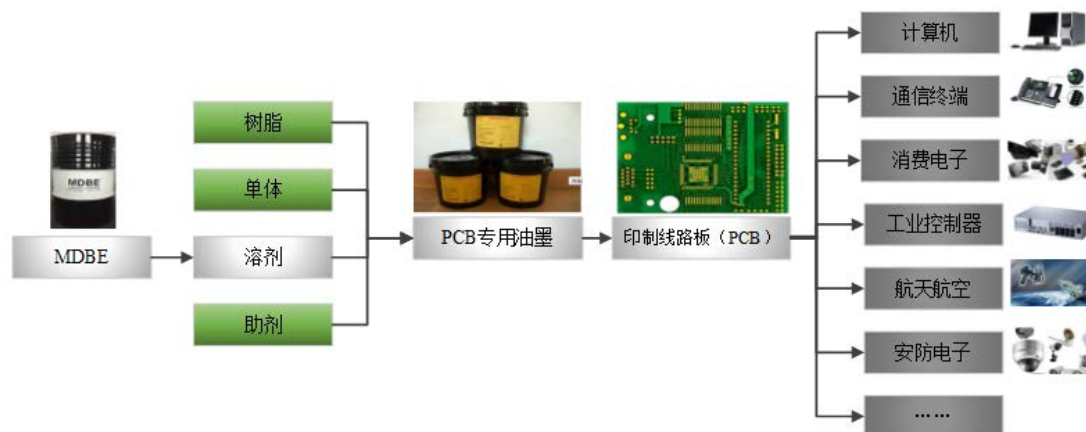 MDBE
MDBE
树脂
单体
溶剂
助剂
PCB专用油墨
印制线路板（PCB）
计算机
通信终端
消费电子
工业控制器
航天航空
安防电子
……